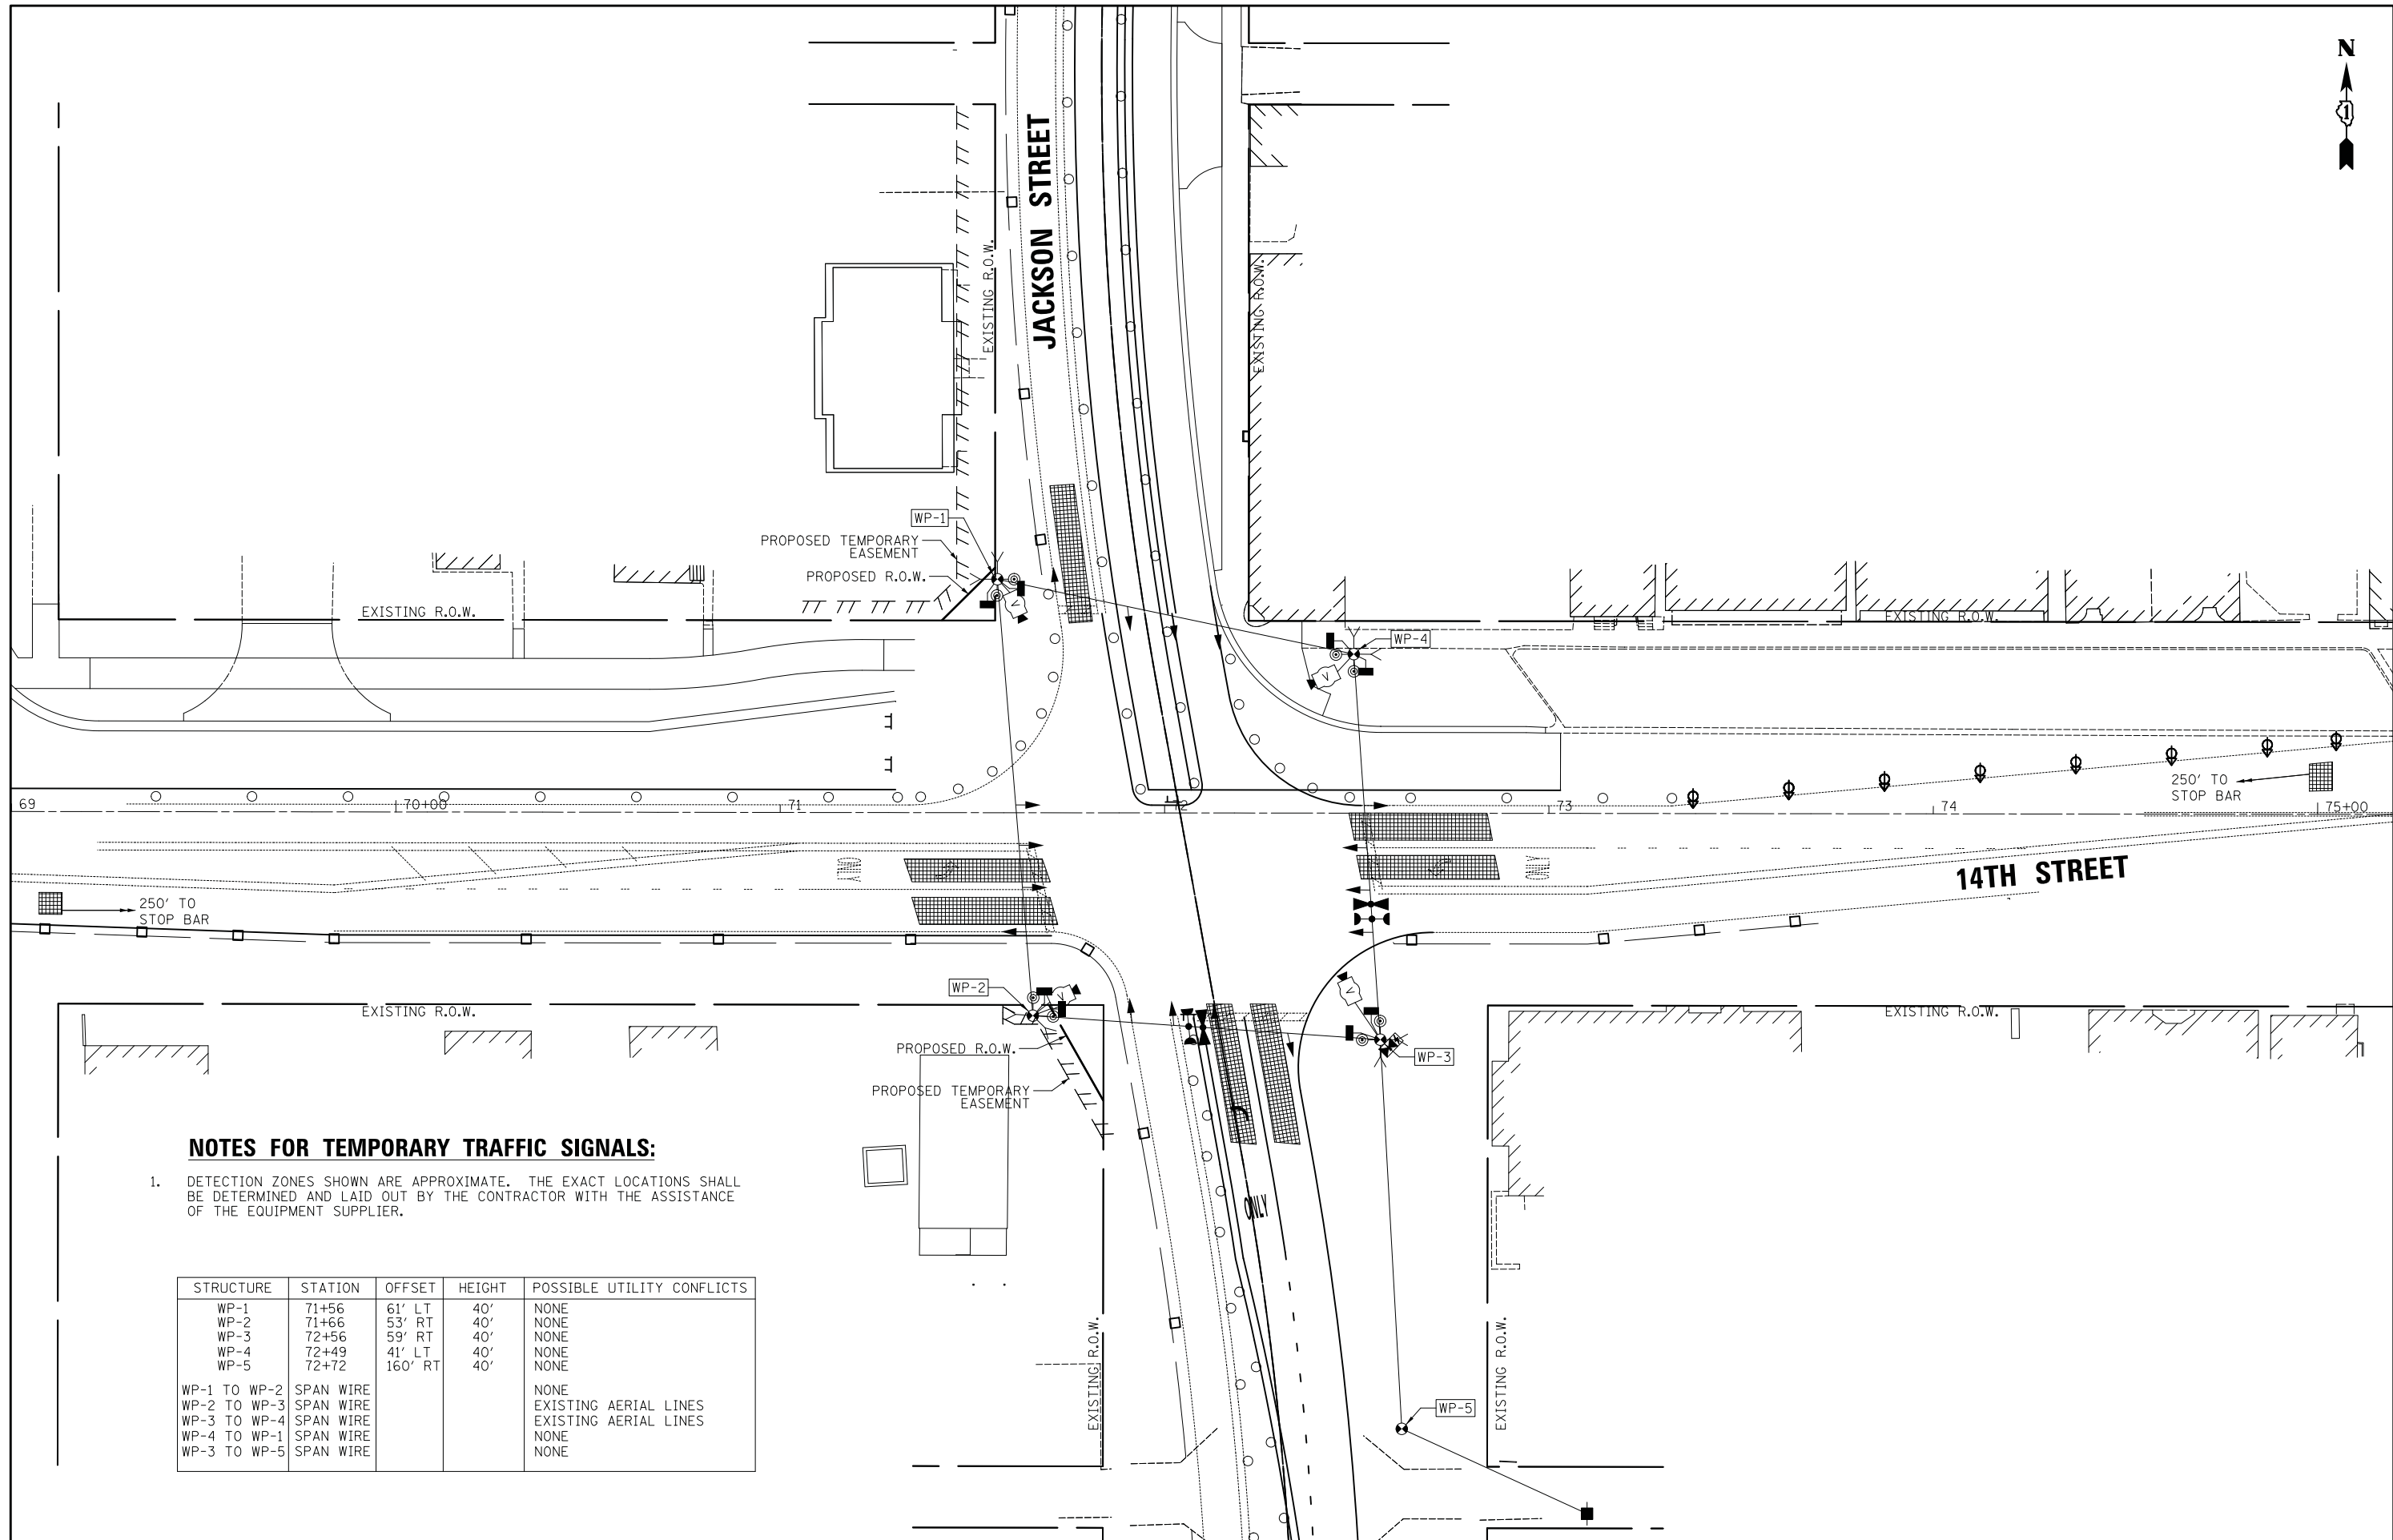 N
1
JACKSON STREET
EXISTING R.O.W.
EXISTING R.O.W.
WP-1
PROPOSED TEMPORARY
EASEMENT
PROPOSED R.O.W.
EXISTING R.O.W.
V
WP-4
V
EXISTING R.O.W.
250' TO
STOP BAR
69
70+00
71
72
73
74
75+00
ONLY
ONLY
14TH STREET
250' TO
STOP BAR
WP-2
V
V
EXISTING R.O.W.
EXISTING R.O.W.
PROPOSED R.O.W.
WP-3
PROPOSED TEMPORARY
EASEMENT
ONLY
NOTES FOR TEMPORARY TRAFFIC SIGNALS:
1. DETECTION ZONES SHOWN ARE APPROXIMATE. THE EXACT LOCATIONS SHALL
BE DETERMINED AND LAID OUT BY THE CONTRACTOR WITH THE ASSISTANCE
OF THE EQUIPMENT SUPPLIER.
STRUCTURE STATION OFFSET HEIGHT POSSIBLE UTILITY CONFLICTS
WP-1 71+56 61' LT 40' NONE
WP-2 71+66 53' RT 40' NONE
WP-3 72+56 59' RT 40' NONE
WP-4 72+49 41' LT 40' NONE
WP-5 72+72 160' RT 40' NONE
WP-1 TO WP-2 SPAN WIRE NONE
WP-2 TO WP-3 SPAN WIRE EXISTING AERIAL LINES
WP-3 TO WP-4 SPAN WIRE EXISTING AERIAL LINES
WP-4 TO WP-1 SPAN WIRE NONE
WP-3 TO WP-5 SPAN WIRE NONE
EXISTING R.O.W.
EXISTING R.O.W.
WP-5